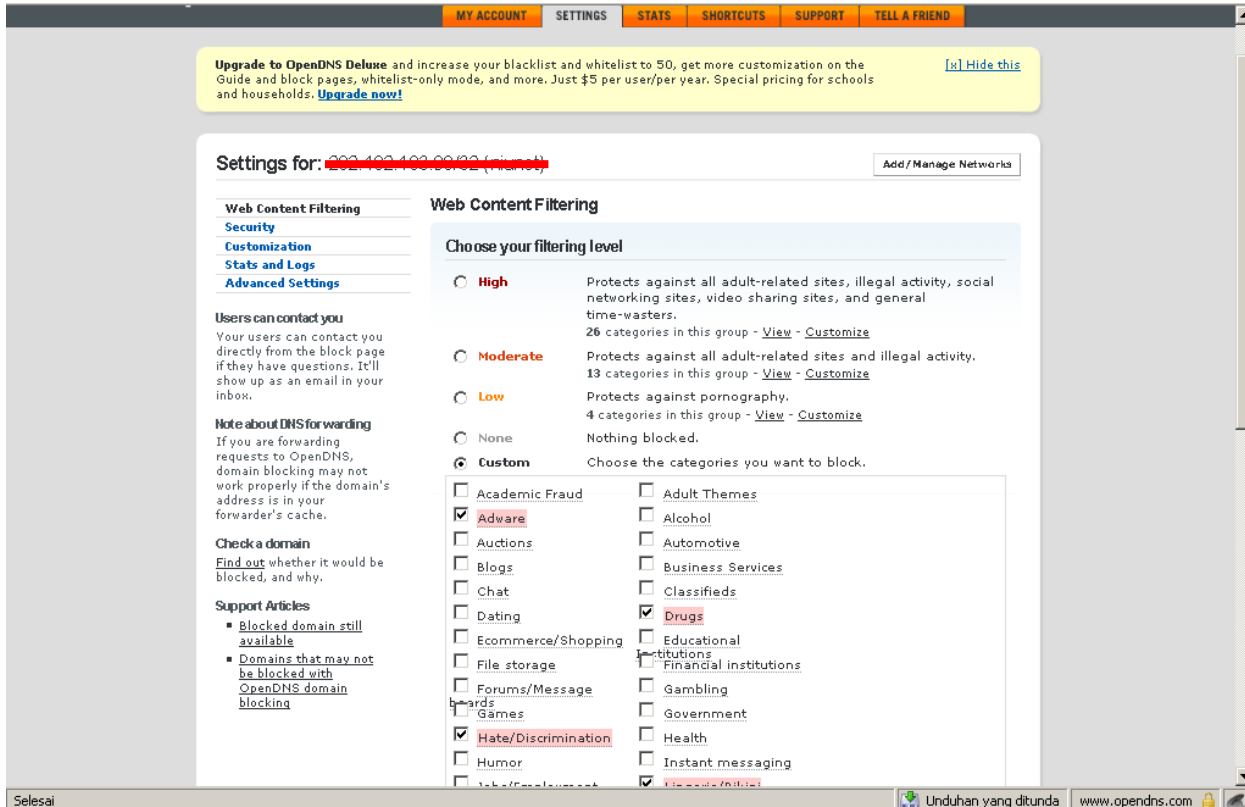 MY ACCOUNT SETTINGS STATS SHORTCUTS SUPPORT TELL A FRIEND
Upgrade to OpenDNS Deluxe and increase your blacklist and whitelist to 50, get more customization on the
Guide and block pages, whitelist-only mode, and more. Just $5 per user/per year. Special pricing for schools
and households. Upgrade now!
[x] Hide this
Settings for:
Add/Manage Networks
Web Content Filtering
Security
Customization
Stats and Logs
Advanced Settings
Users can contact you
Your users can contact you
directly from the block page
if they have questions. It'll
show up as an email in your
inbox.
Note about DNS forwarding
If you are forwarding
requests to OpenDNS,
domain blocking may not
work properly if the domain's
address is in your
forwarder's cache.
Check a domain
Find out whether it would be
blocked, and why.
Support Articles
Blocked domain still
available
Domains that may not
be blocked with
OpenDNS domain
blocking
Web Content Filtering
Choose your filtering level
High Protects against all adult-related sites, illegal activity, social
networking sites, video sharing sites, and general
time-wasters.
26 categories in this group - View - Customize
Moderate Protects against all adult-related sites and illegal activity.
13 categories in this group - View - Customize
Low Protects against pornography.
4 categories in this group - View - Customize
None Nothing blocked.
Custom Choose the categories you want to block.
Academic Fraud Adult Themes
Adware Alcohol
Auctions Automotive
Blogs Business Services
Chat Classifieds
Dating Drugs
Ecommerce/Shopping Educational
Institutions
File storage Financial institutions
Forums/Message Gambling
boards
Games Government
Hate/Discrimination Health
Humor Instant messaging
Jobs/Employment Lingerie/Bikini
Selesai Unduhan yang ditunda www.opendns.com